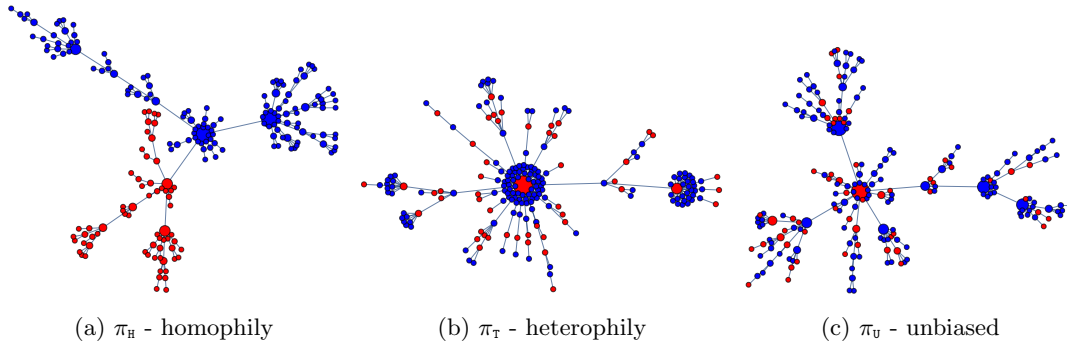 (a) π_H - homophily
(b) π_T - heterophily
(c) π_U - unbiased